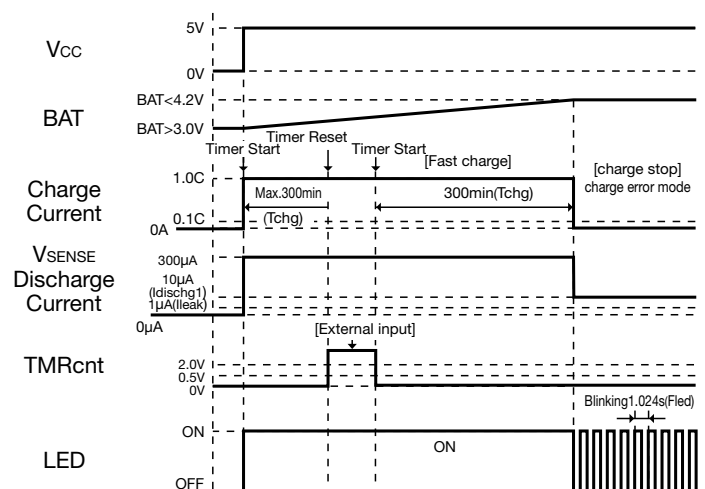 5V
VCC
0V
BAT<4.2V
BAT
BAT>3.0V
Timer Reset
Timer Start
Timer Start
[Fast charge]
[charge stop]
charge error mode
1.0C
Charge
Current
Max.300min
(Tchg)
300min(Tchg)
0.1C
0A
VSENSE
Discharge
Current
300μA
10μA
(Idischg1)
1μA(Ileak)
0μA
[External input]
TMRcnt
2.0V
0.5V
0V
Blinking1.024s(Fled)
ON
LED
ON
OFF